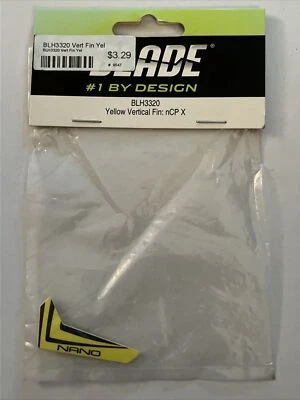 BLH3320 Vert Fin Yel
BLH3320 Vert Fin Yel
$3.29
BLADE
#1 BY DESIGN
BLH3320
Yellow Vertical Fin: nCP X
NANO